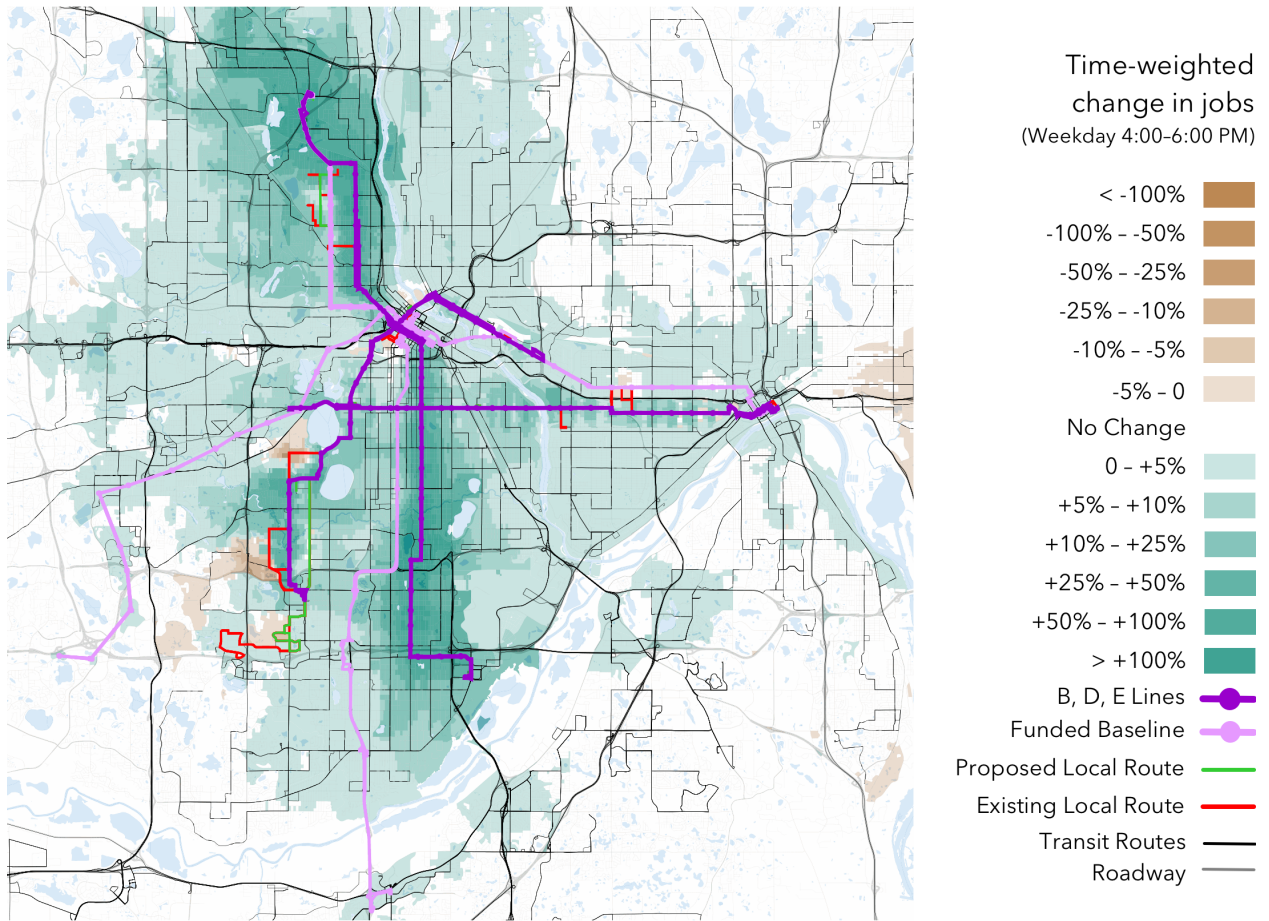 Time-weighted
change in jobs
(Weekday 4:00–6:00 PM)
< -100%
-100% – -50%
-50% – -25%
-25% – -10%
-10% – -5%
-5% – 0
No Change
0 – +5%
+5% – +10%
+10% – +25%
+25% – +50%
+50% – +100%
> +100%
B, D, E Lines
Funded Baseline
Proposed Local Route
Existing Local Route
Transit Routes
Roadway